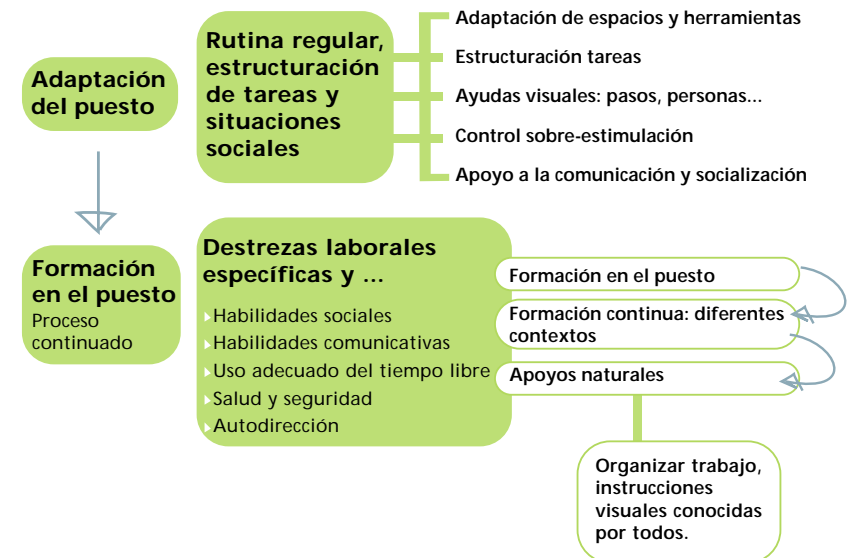 Adaptación
del puesto
Rutina regular,
estructuración
de tareas y
situaciones
sociales
Adaptación de espacios y herramientas
Estructuración tareas
Ayudas visuales: pasos, personas...
Control sobre-estimulación
Apoyo a la comunicación y socialización
Formación
en el puesto
Proceso
continuado
Destrezas laborales
específicas y ...
Habilidades sociales
Habilidades comunicativas
Uso adecuado del tiempo libre
Salud y seguridad
Autodirección
Formación en el puesto
Formación continua: diferentes
contextos
Apoyos naturales
Organizar trabajo,
instrucciones
visuales conocidas
por todos.